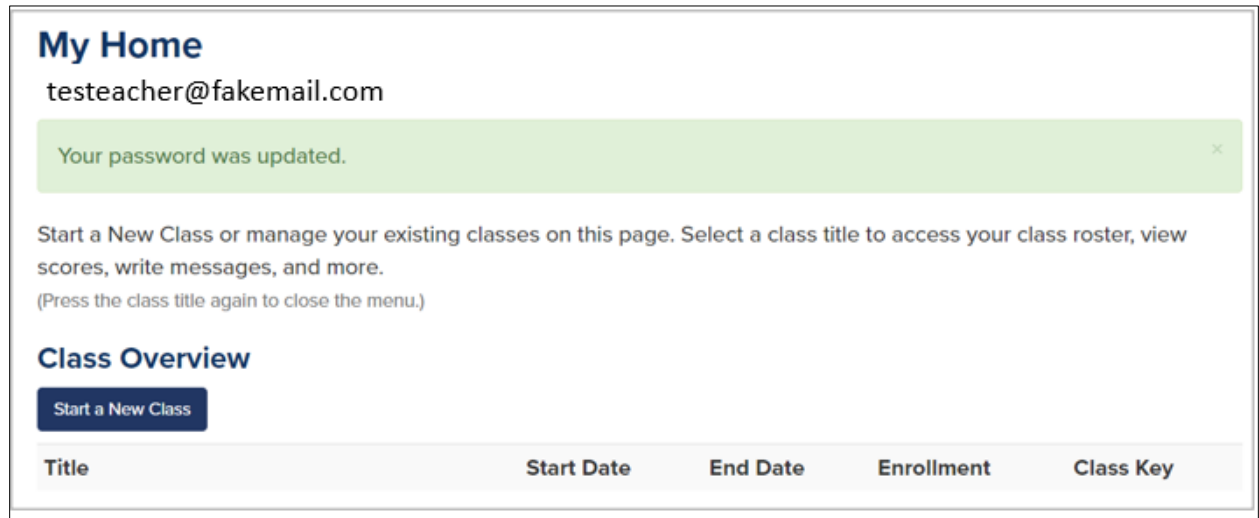 My Home
testeacher@fakemail.com
Your password was updated. ×
Start a New Class or manage your existing classes on this page. Select a class title to access your class roster, view
scores, write messages, and more.
(Press the class title again to close the menu.)
Class Overview
Start a New Class
Title Start Date End Date Enrollment Class Key